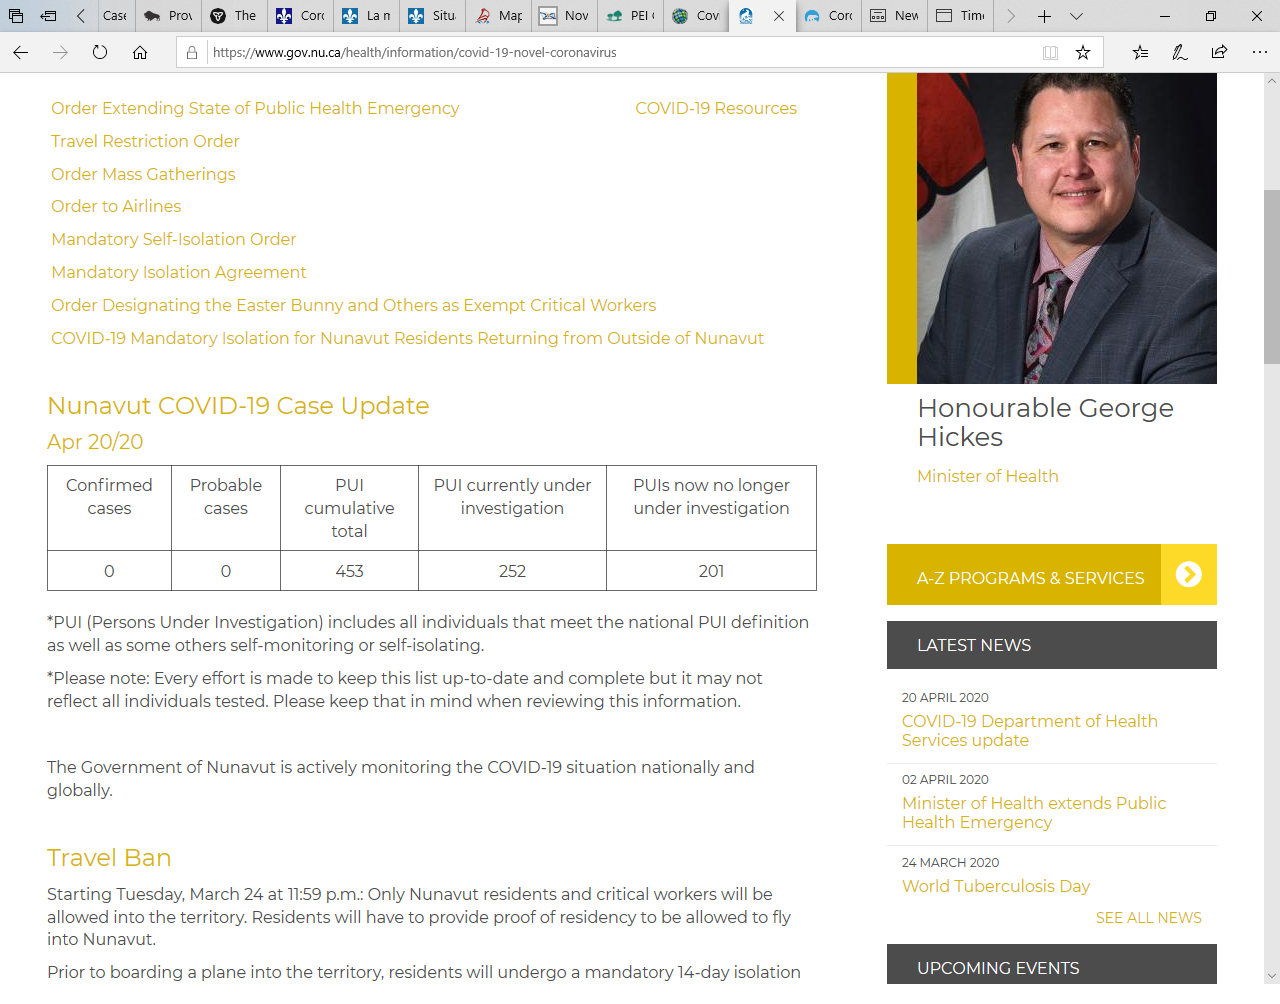 Case
Prov
The
Coro
La m
Situ
Map
Nov
PEI
Cov
Coro
New
Time
https://www.gov.nu.ca/health/information/covid-19-novel-coronavirus
Order Extending State of Public Health Emergency
COVID-19 Resources
Travel Restriction Order
Order Mass Gatherings
Order to Airlines
Mandatory Self-Isolation Order
Mandatory Isolation Agreement
Order Designating the Easter Bunny and Others as Exempt Critical Workers
COVID-19 Mandatory Isolation for Nunavut Residents Returning from Outside of Nunavut
Nunavut COVID-19 Case Update
Apr 20/20
Confirmed cases
Probable cases
PUI cumulative total
PUI currently under investigation
PUIs now no longer under investigation
0
0
453
252
201
*PUI (Persons Under Investigation) includes all individuals that meet the national PUI definition
as well as some others self-monitoring or self-isolating.
*Please note: Every effort is made to keep this list up-to-date and complete but it may not
reflect all individuals tested. Please keep that in mind when reviewing this information.
The Government of Nunavut is actively monitoring the COVID-19 situation nationally and
globally.
Travel Ban
Starting Tuesday, March 24 at 11:59 p.m.: Only Nunavut residents and critical workers will be
allowed into the territory. Residents will have to provide proof of residency to be allowed to fly
into Nunavut.
Prior to boarding a plane into the territory, residents will undergo a mandatory 14-day isolation
Honourable George
Hickes
Minister of Health
A-Z PROGRAMS & SERVICES
LATEST NEWS
20 APRIL 2020
COVID-19 Department of Health
Services update
02 APRIL 2020
Minister of Health extends Public
Health Emergency
24 MARCH 2020
World Tuberculosis Day
SEE ALL NEWS
UPCOMING EVENTS